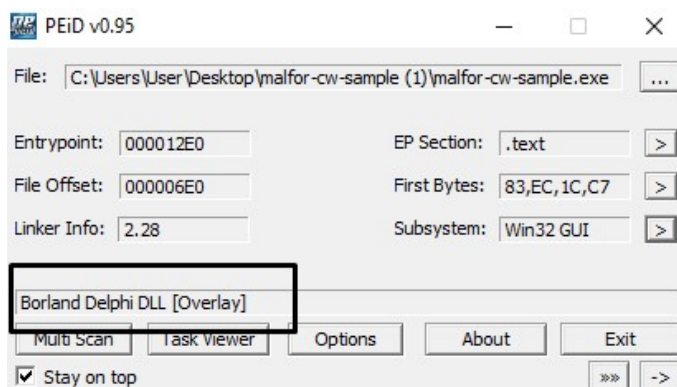 PEiD v0.95
File: C:\Users\User\Desktop\malfor-cw-sample (1)\malfor-cw-sample.exe ...
Entrypoint: 000012E0 EP Section: .text >
File Offset: 000006E0 First Bytes: 83,EC,1C,C7 >
Linker Info: 2.28 Subsystem: Win32 GUI >
Borland Delphi DLL [Overlay]
Multi Scan Task Viewer Options About Exit
Stay on top »» ->